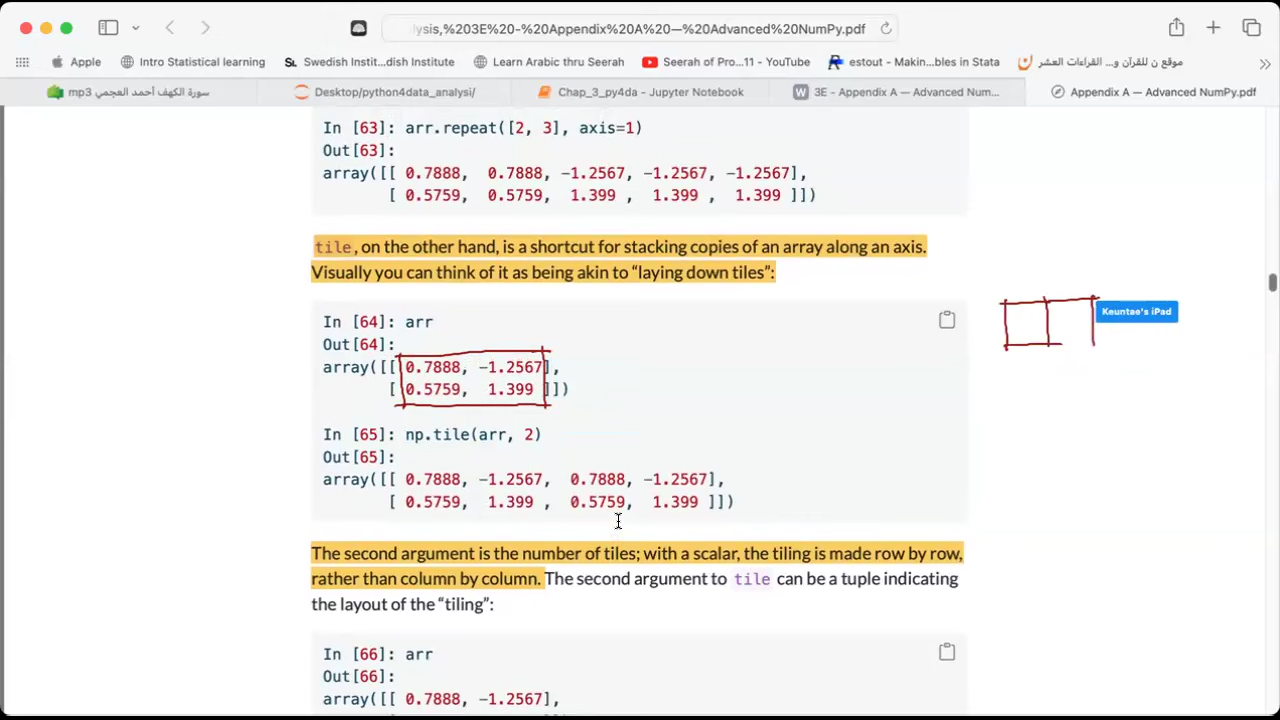 lysis,%203E%20-%20Appendix%20A%20—%20Advanced%20NumPy.pdf
Apple
Intro Statistical learning
SL Swedish Instit...dish Institute
Learn Arabic thru Seerah
Seerah of Pro...11 - YouTube
estout - Makin...bles in Stata
موقع ن للقرآن و... القراءات العشر
سورة الكهف أحمد العجمي mp3
Desktop/python4data_analysi/
Chap_3_py4da - Jupyter Notebook
W 3E - Appendix A — Advanced Num...
Appendix A — Advanced NumPy.pdf
In [63]: arr.repeat([2, 3], axis=1)
Out[63]:
array([[ 0.7888,  0.7888, -1.2567, -1.2567, -1.2567],
[ 0.5759,  0.5759,  1.399 ,  1.399 ,  1.399 ]])
tile, on the other hand, is a shortcut for stacking copies of an array along an axis.
Visually you can think of it as being akin to “laying down tiles”:
In [64]: arr
Out[64]:
array([[ 0.7888, -1.2567],
[ 0.5759,  1.399 ]])
Keuntae's iPad
In [65]: np.tile(arr, 2)
Out[65]:
array([[ 0.7888, -1.2567,  0.7888, -1.2567],
[ 0.5759,  1.399 ,  0.5759,  1.399 ]])
The second argument is the number of tiles; with a scalar, the tiling is made row by row,
rather than column by column. The second argument to tile can be a tuple indicating
the layout of the “tiling”:
In [66]: arr
Out[66]:
array([[ 0.7888, -1.2567],